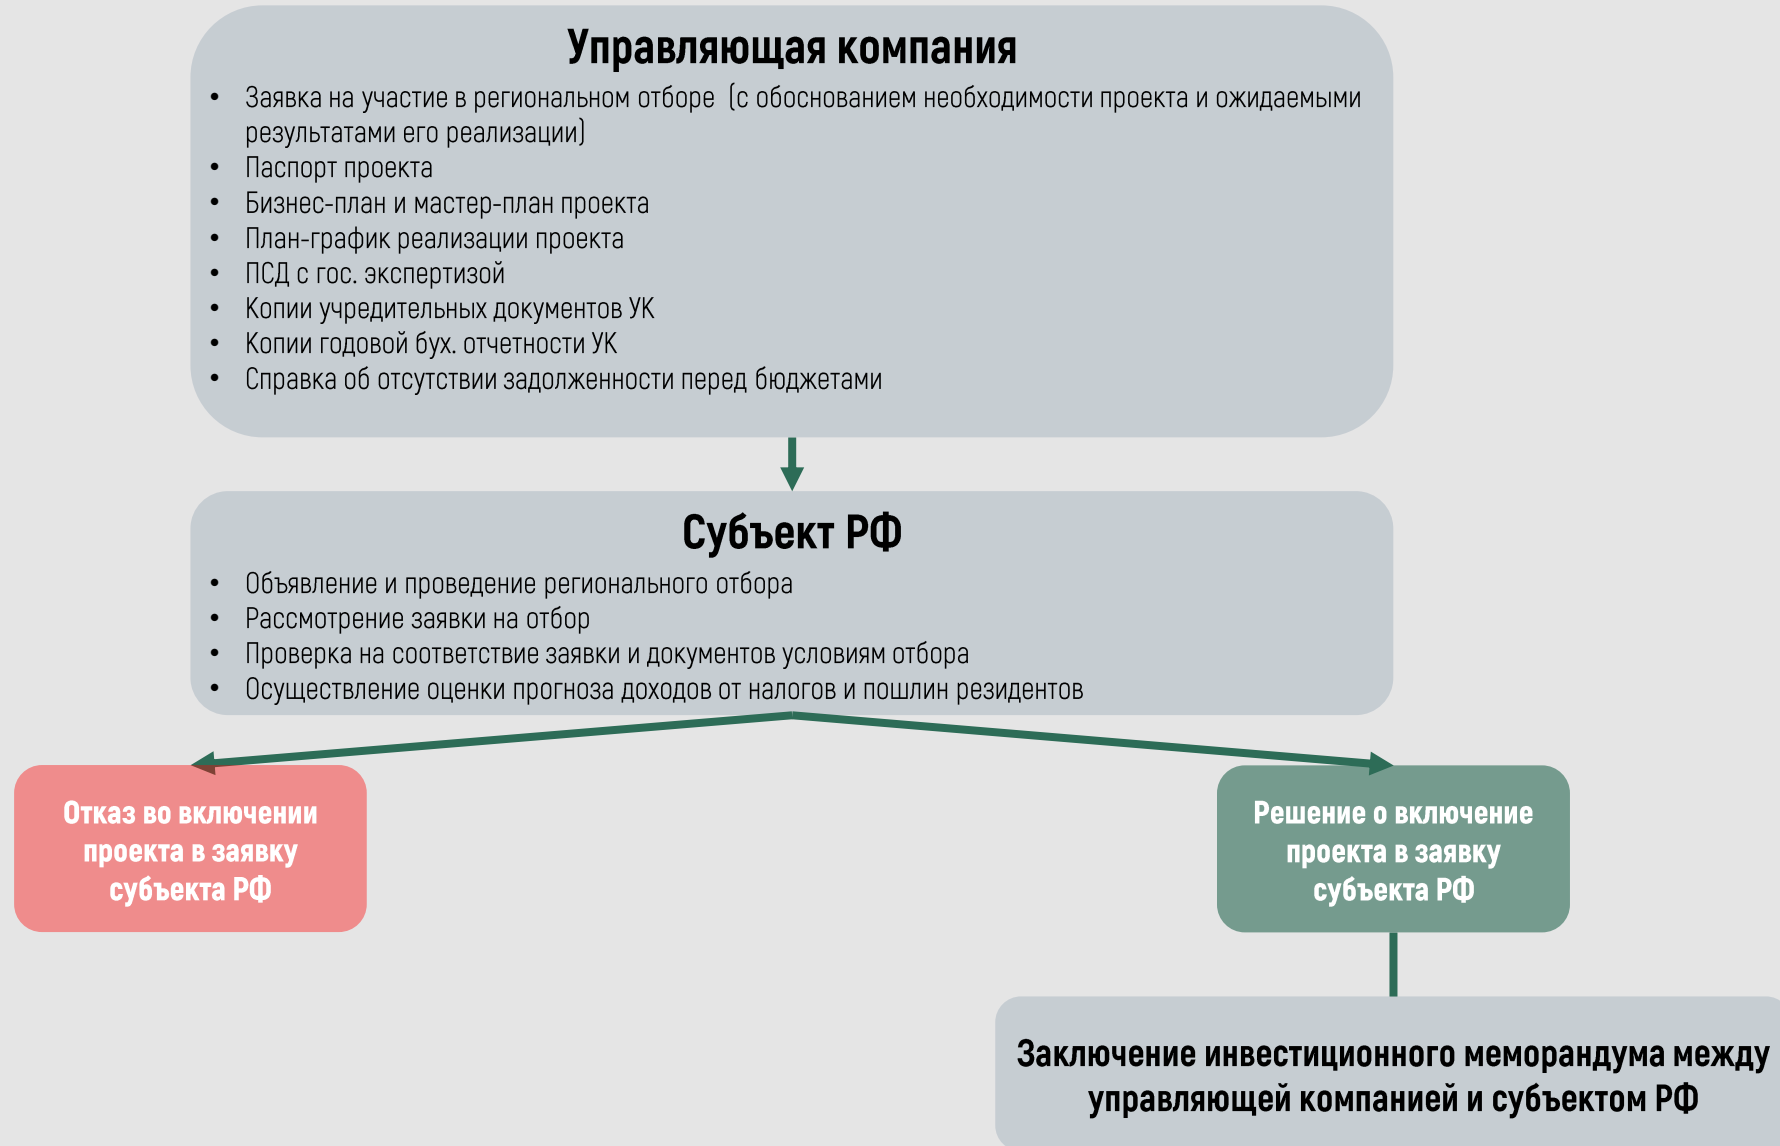 Управляющая компания
• Заявка на участие в региональном отборе (с обоснованием необходимости проекта и ожидаемыми
результатами его реализации)
• Паспорт проекта
• Бизнес-план и мастер-план проекта
• План-график реализации проекта
• ПСД с гос. экспертизой
• Копии учредительных документов УК
• Копии годовой бух. отчетности УК
• Справка об отсутствии задолженности перед бюджетами
Субъект РФ
• Объявление и проведение регионального отбора
• Рассмотрение заявки на отбор
• Проверка на соответствие заявки и документов условиям отбора
• Осуществление оценки прогноза доходов от налогов и пошлин резидентов
Отказ во включении
проекта в заявку
субъекта РФ
Решение о включение
проекта в заявку
субъекта РФ
Заключение инвестиционного меморандума между
управляющей компанией и субъектом РФ